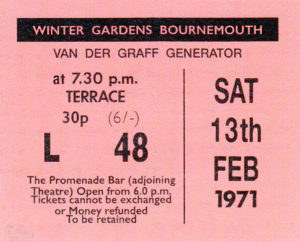 WINTER GARDENS BOURNEMOUTH
VAN DER GRAFF GENERATOR
at 7.30 p.m.
TERRACE
30p (6/-)
L 48
SAT
13th
FEB
1971
The Promenade Bar (adjoining
Theatre) Open from 6.0 p.m.
Tickets cannot be exchanged
or Money refunded
To be retained